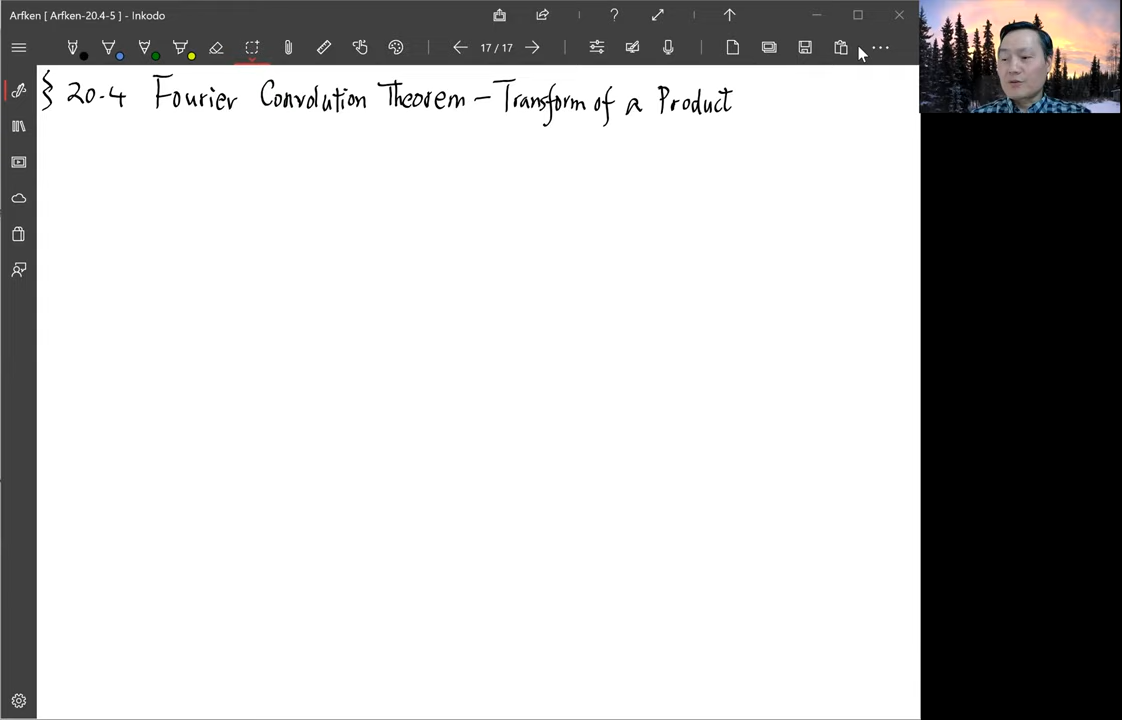 Arfken [ Arfken-20.4-5 ] - Inkodo
17 / 17
§ 20.4 Fourier Convolution Theorem - Transform of a Product